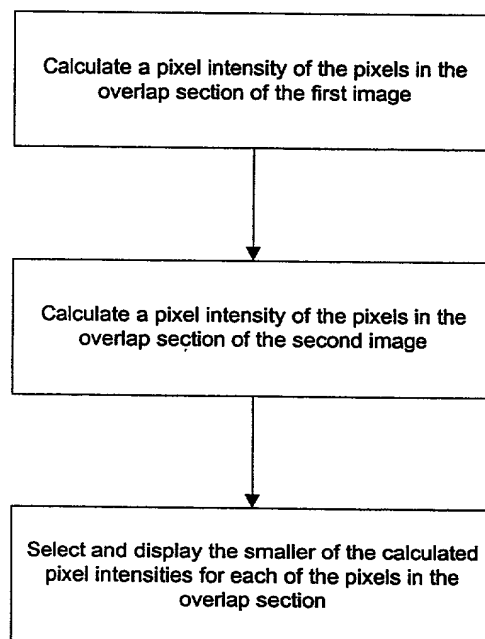 Calculate a pixel intensity of the pixels in the
overlap section of the first image
Calculate a pixel intensity of the pixels in the
overlap section of the second image
Select and display the smaller of the calculated
pixel intensities for each of the pixels in the
overlap section